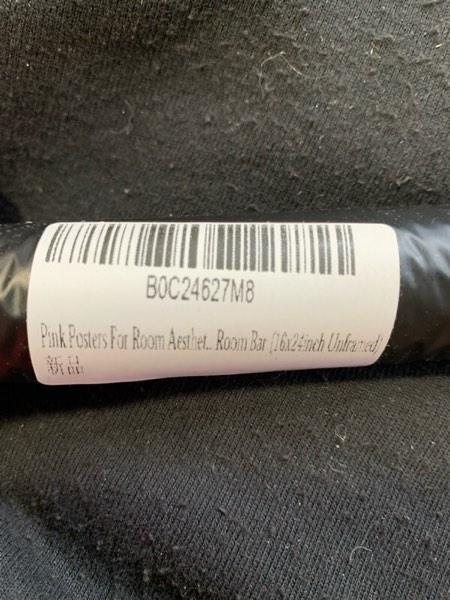 B0C24627M8
Pink Posters For Room Aesthet.. Room Bar (16x24inch Unframed)
新品